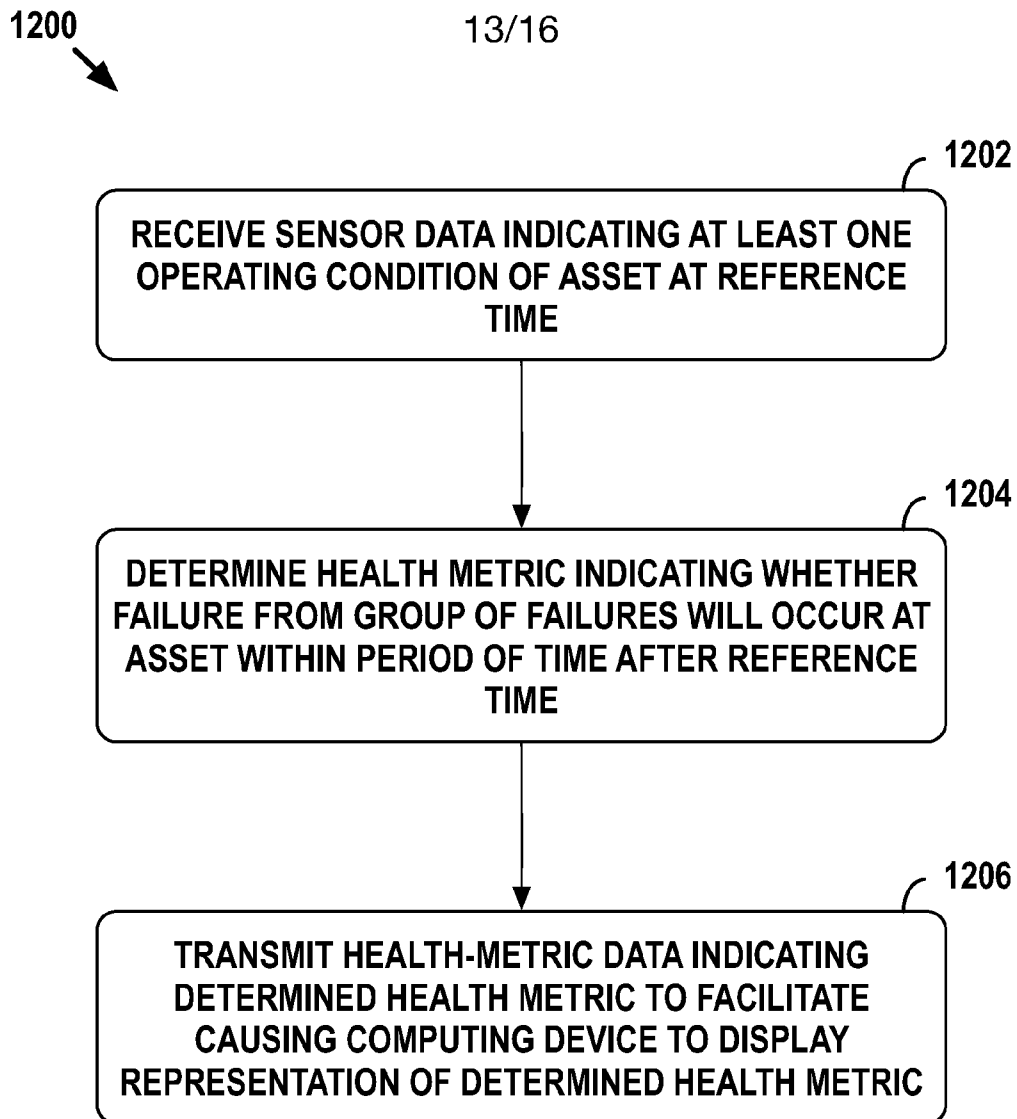 1200
13/16
1202
RECEIVE SENSOR DATA INDICATING AT LEAST ONE
OPERATING CONDITION OF ASSET AT REFERENCE
TIME
1204
DETERMINE HEALTH METRIC INDICATING WHETHER
FAILURE FROM GROUP OF FAILURES WILL OCCUR AT
ASSET WITHIN PERIOD OF TIME AFTER REFERENCE
TIME
1206
TRANSMIT HEALTH-METRIC DATA INDICATING
DETERMINED HEALTH METRIC TO FACILITATE
CAUSING COMPUTING DEVICE TO DISPLAY
REPRESENTATION OF DETERMINED HEALTH METRIC